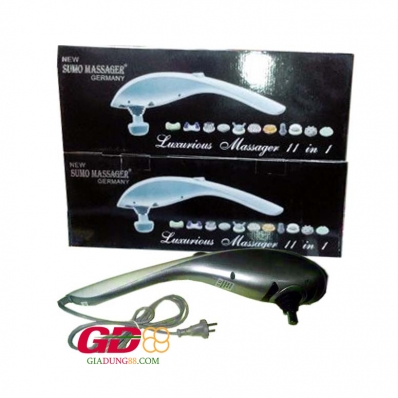 NEW
SUMO MASSAGER®
GERMANY
Luxurious Massager 11 in 1
NEW
SUMO MASSAGER®
GERMANY
Luxurious Massager 11 in 1
GD88
GIADUNG88.COM